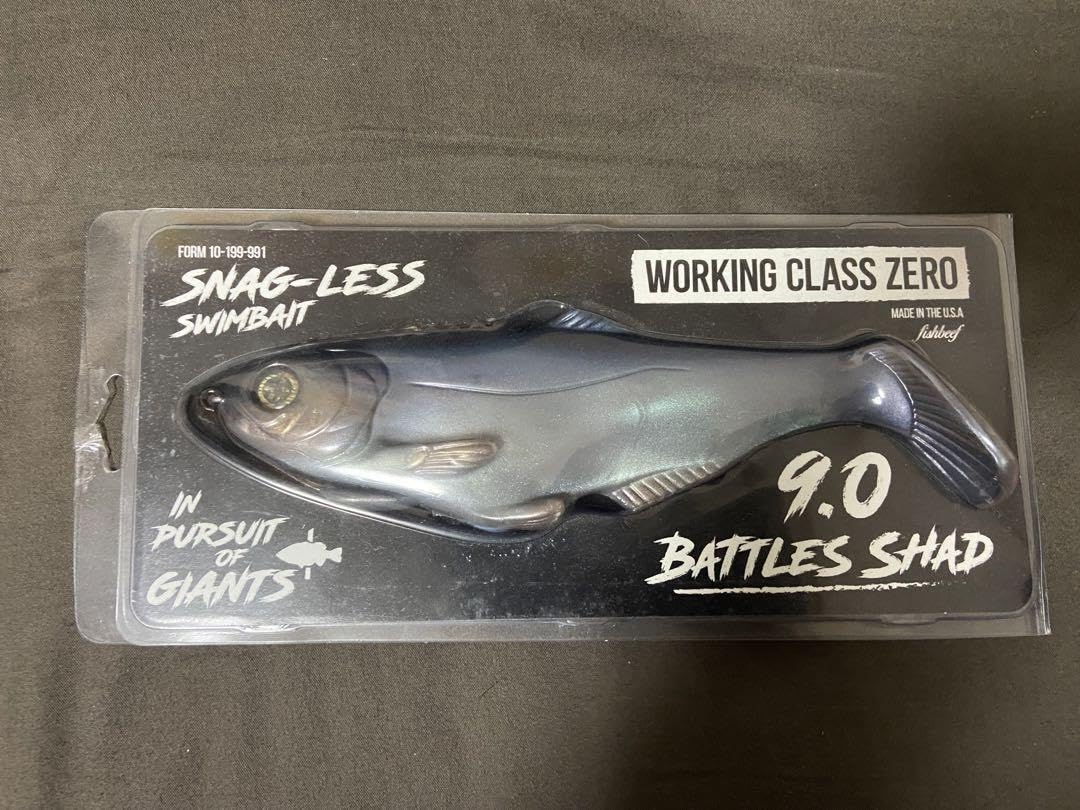 FORM 10-199-991
SNAG-LESS
SWIMBAIT
WORKING CLASS ZERO
MADE IN THE U.S.A
fishbeef
9.0
BATTLES SHAD
IN
PURSUIT
OF
GIANTS